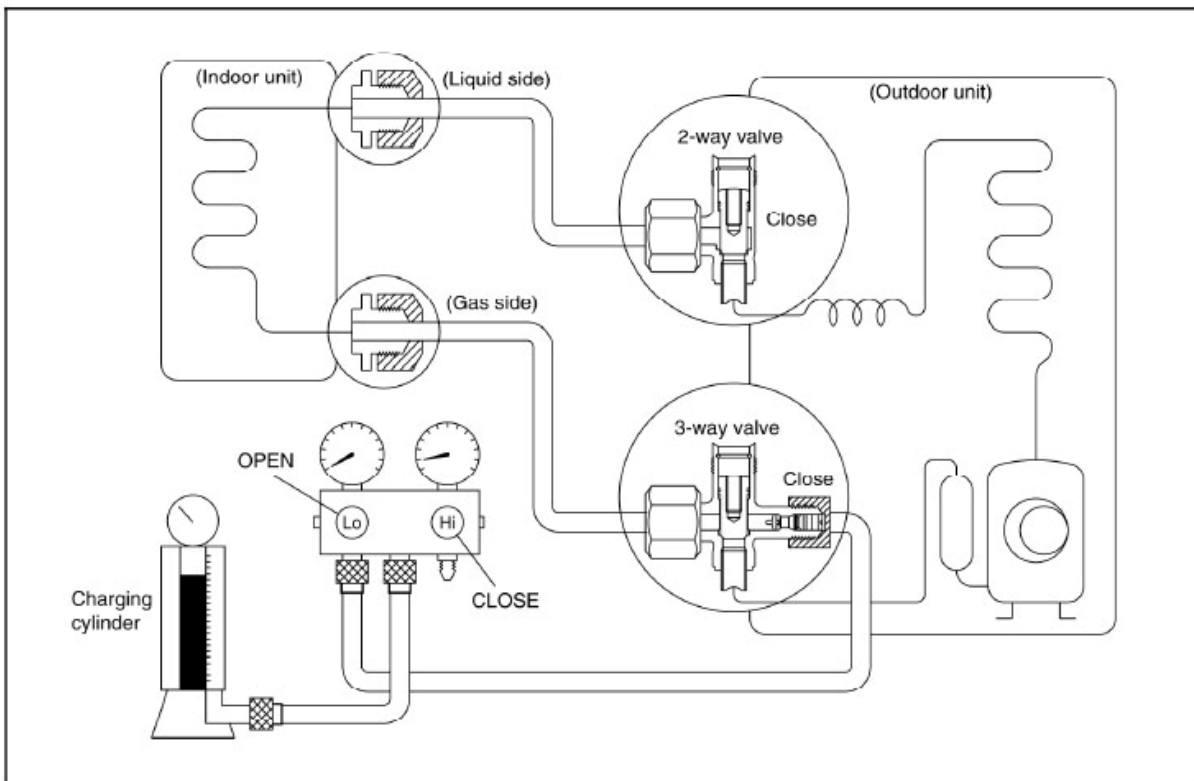 (Indoor unit)
(Liquid side)
(Outdoor unit)
2-way valve
Close
(Gas side)
3-way valve
Close
OPEN
Lo
Hi
CLOSE
Charging
cylinder